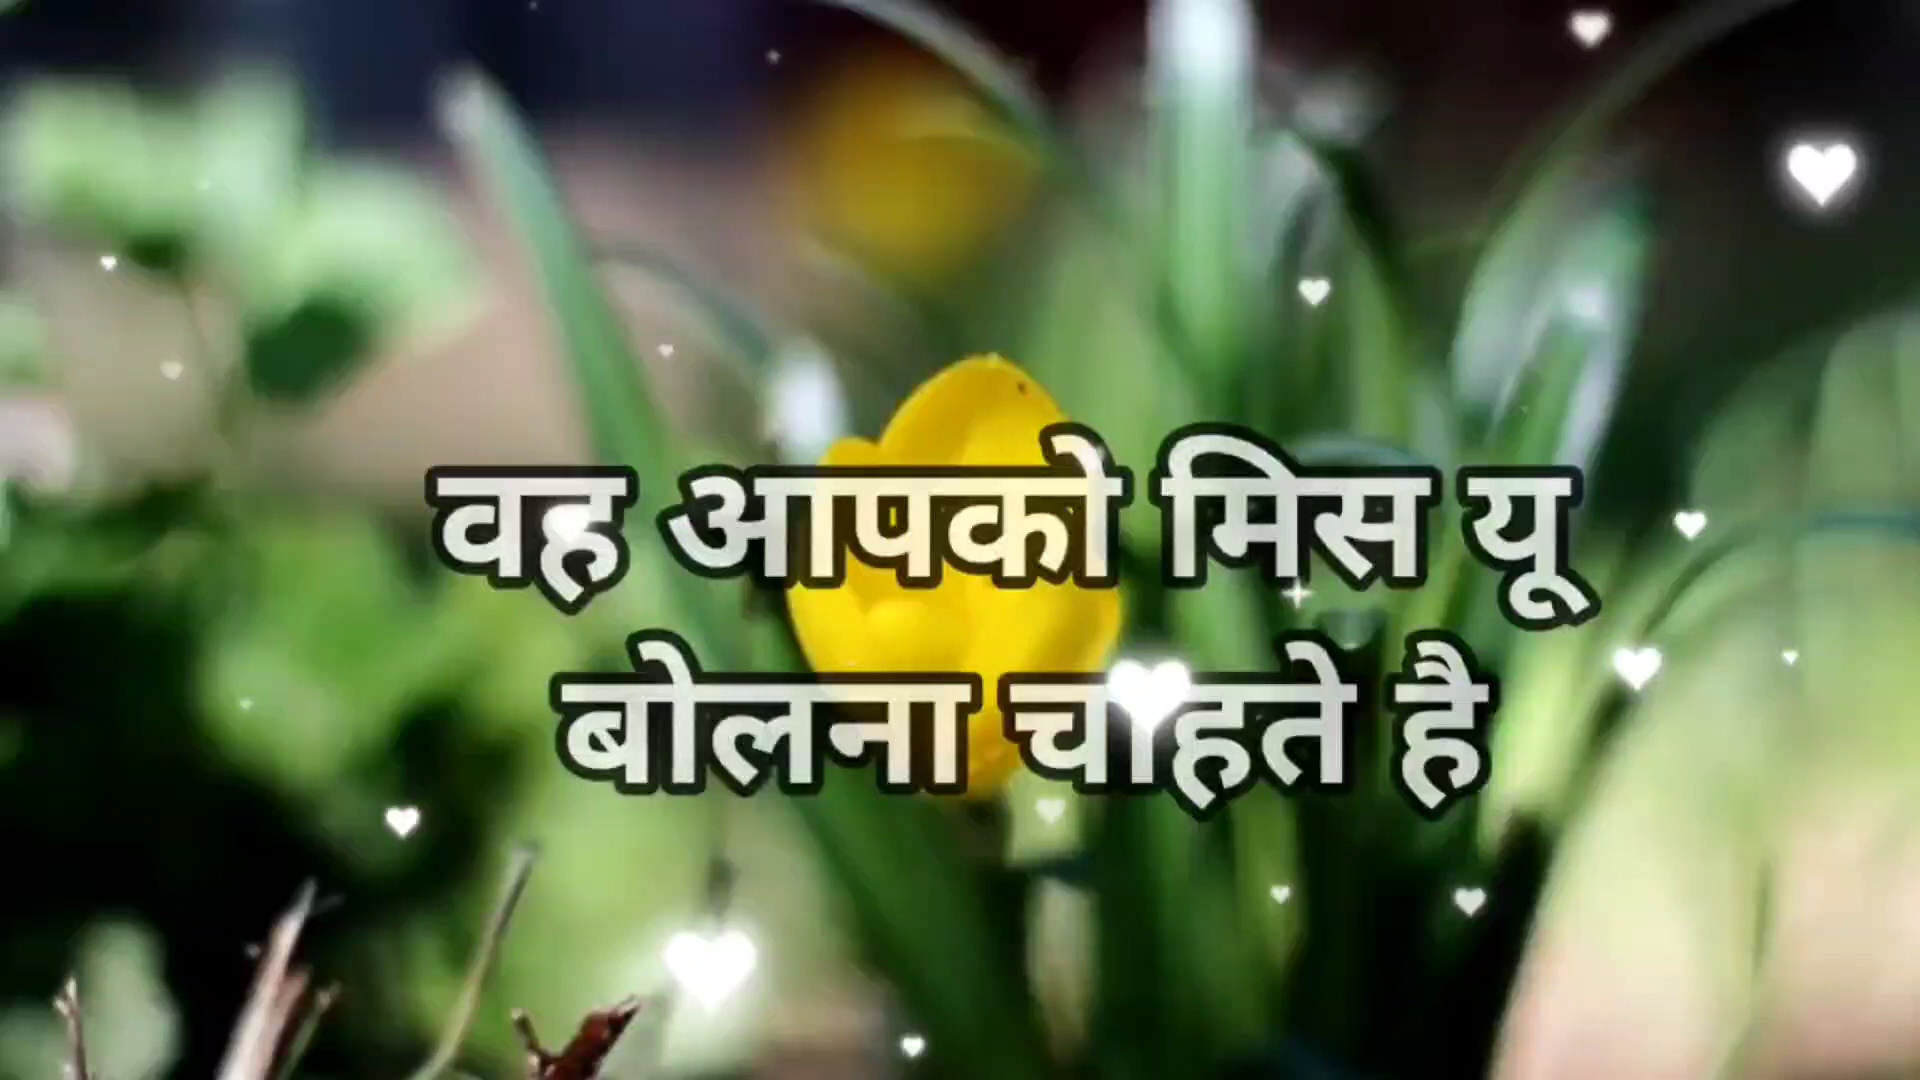 वह आपको मिस यू
बोलना चाहते है